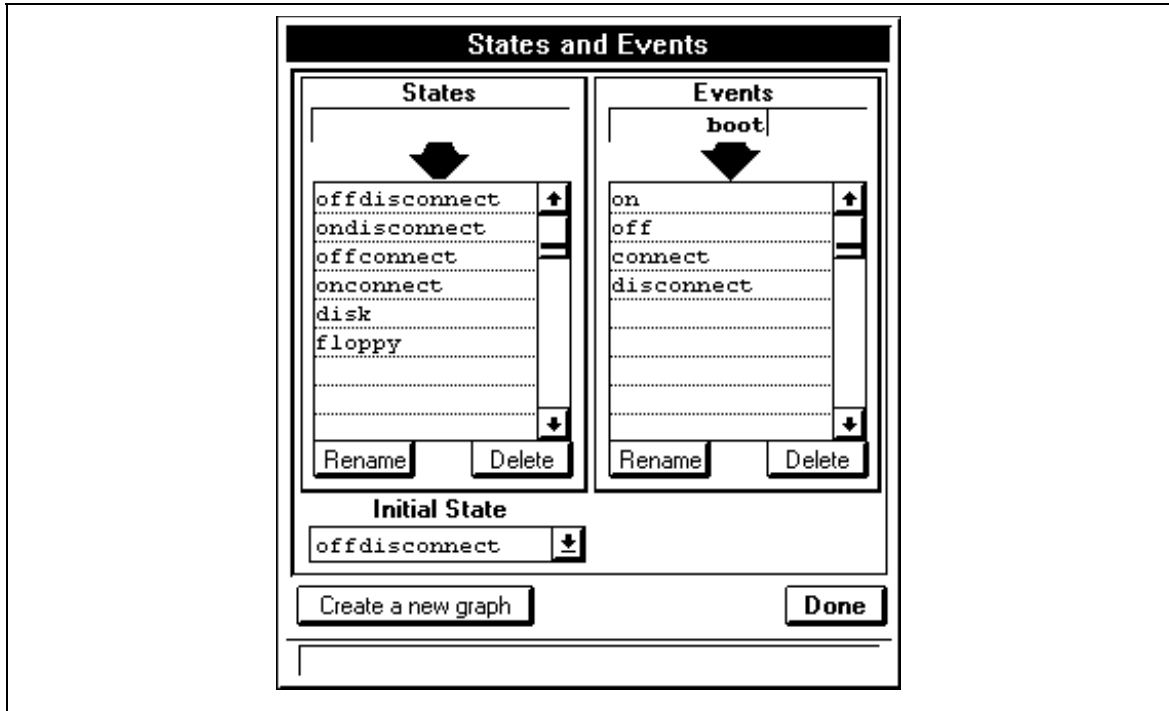 States and Events
States
Events
boot
offdisconnect
ondisconnect
offconnect
onconnect
disk
floppy
on
off
connect
disconnect
Rename
Delete
Rename
Delete
Initial State
offdisconnect
Create a new graph
Done